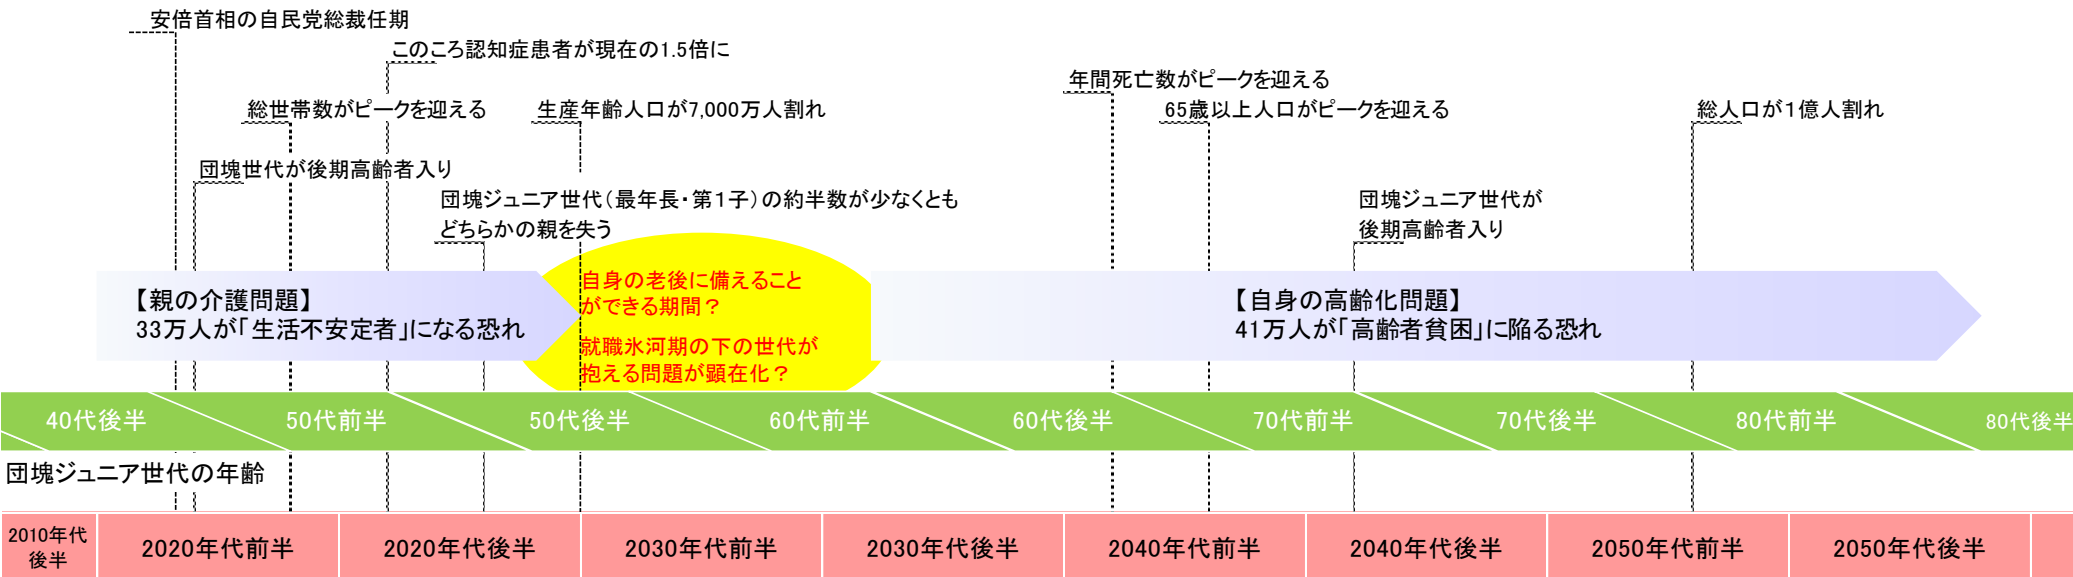 安倍首相の自民党総裁任期
このころ認知症患者が現在の1.5倍に
年間死亡数がピークを迎える
総世帯数がピークを迎える
生産年齢人口が7,000万人割れ
65歳以上人口がピークを迎える
総人口が1億人割れ
団塊世代が後期高齢者入り
団塊ジュニア世代(最年長・第1子)の約半数が少なくとも
どちらかの親を失う
団塊ジュニア世代が
後期高齢者入り
【親の介護問題】
33万人が「生活不安定者」になる恐れ
自身の老後に備えること
ができる期間?
就職氷河期の下の世代が
抱える問題が顕在化?
【自身の高齢化問題】
41万人が「高齢者貧困」に陥る恐れ
40代後半
50代前半
50代後半
60代前半
60代後半
70代前半
70代後半
80代前半
80代後半
団塊ジュニア世代の年齢
2010年代
後半
2020年代前半
2020年代後半
2030年代前半
2030年代後半
2040年代前半
2040年代後半
2050年代前半
2050年代後半